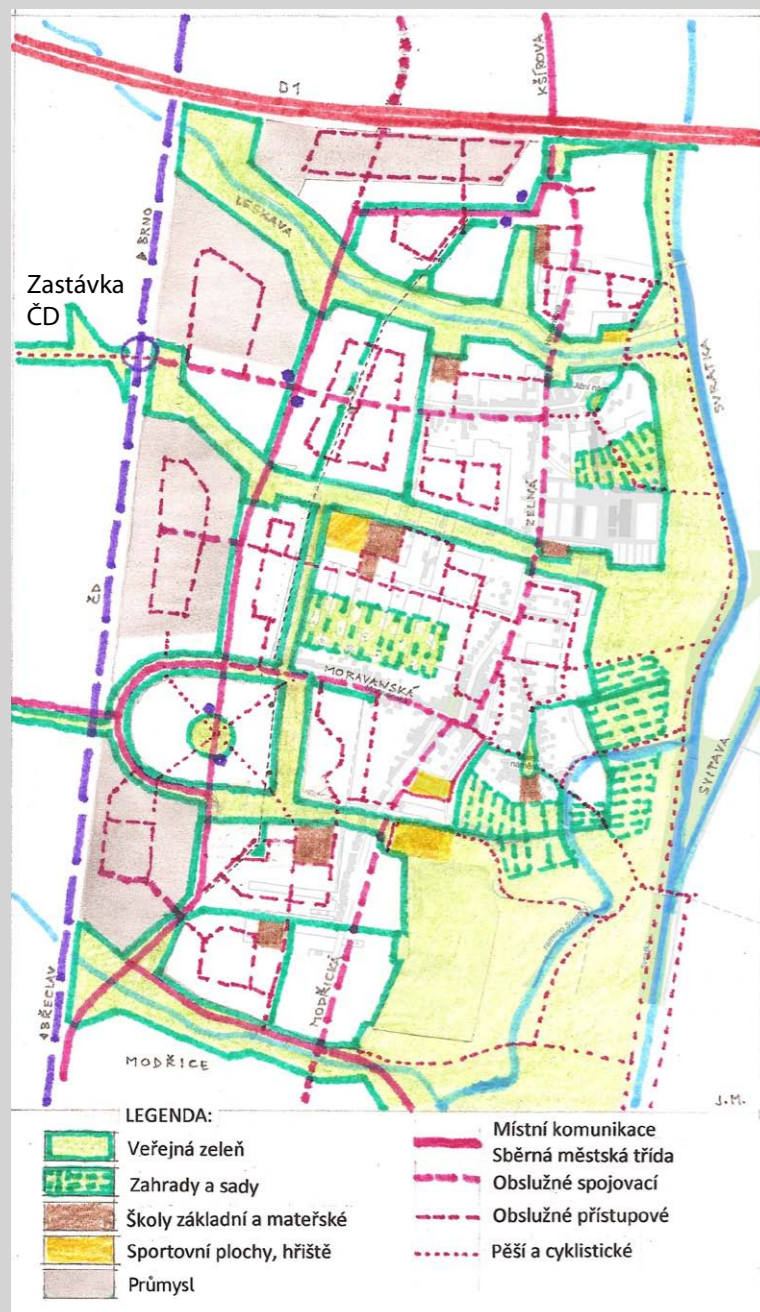 D1
KŠÍROVA
LESKAVA
BRNO
Zastávka
ČD
SVRATKA
ZELNÁ
ČD
MORAVANSKÁ
SVITAVA
MODŘICKÁ
BŘECLAV
MODŘICE
J.M.
LEGENDA:
Veřejná zeleň
Zahrady a sady
Školy základní a mateřské
Sportovní plochy, hřiště
Průmysl
Místní komunikace
Sběrná městská třída
Obslužné spojovací
Obslužné přístupové
Pěší a cyklistické